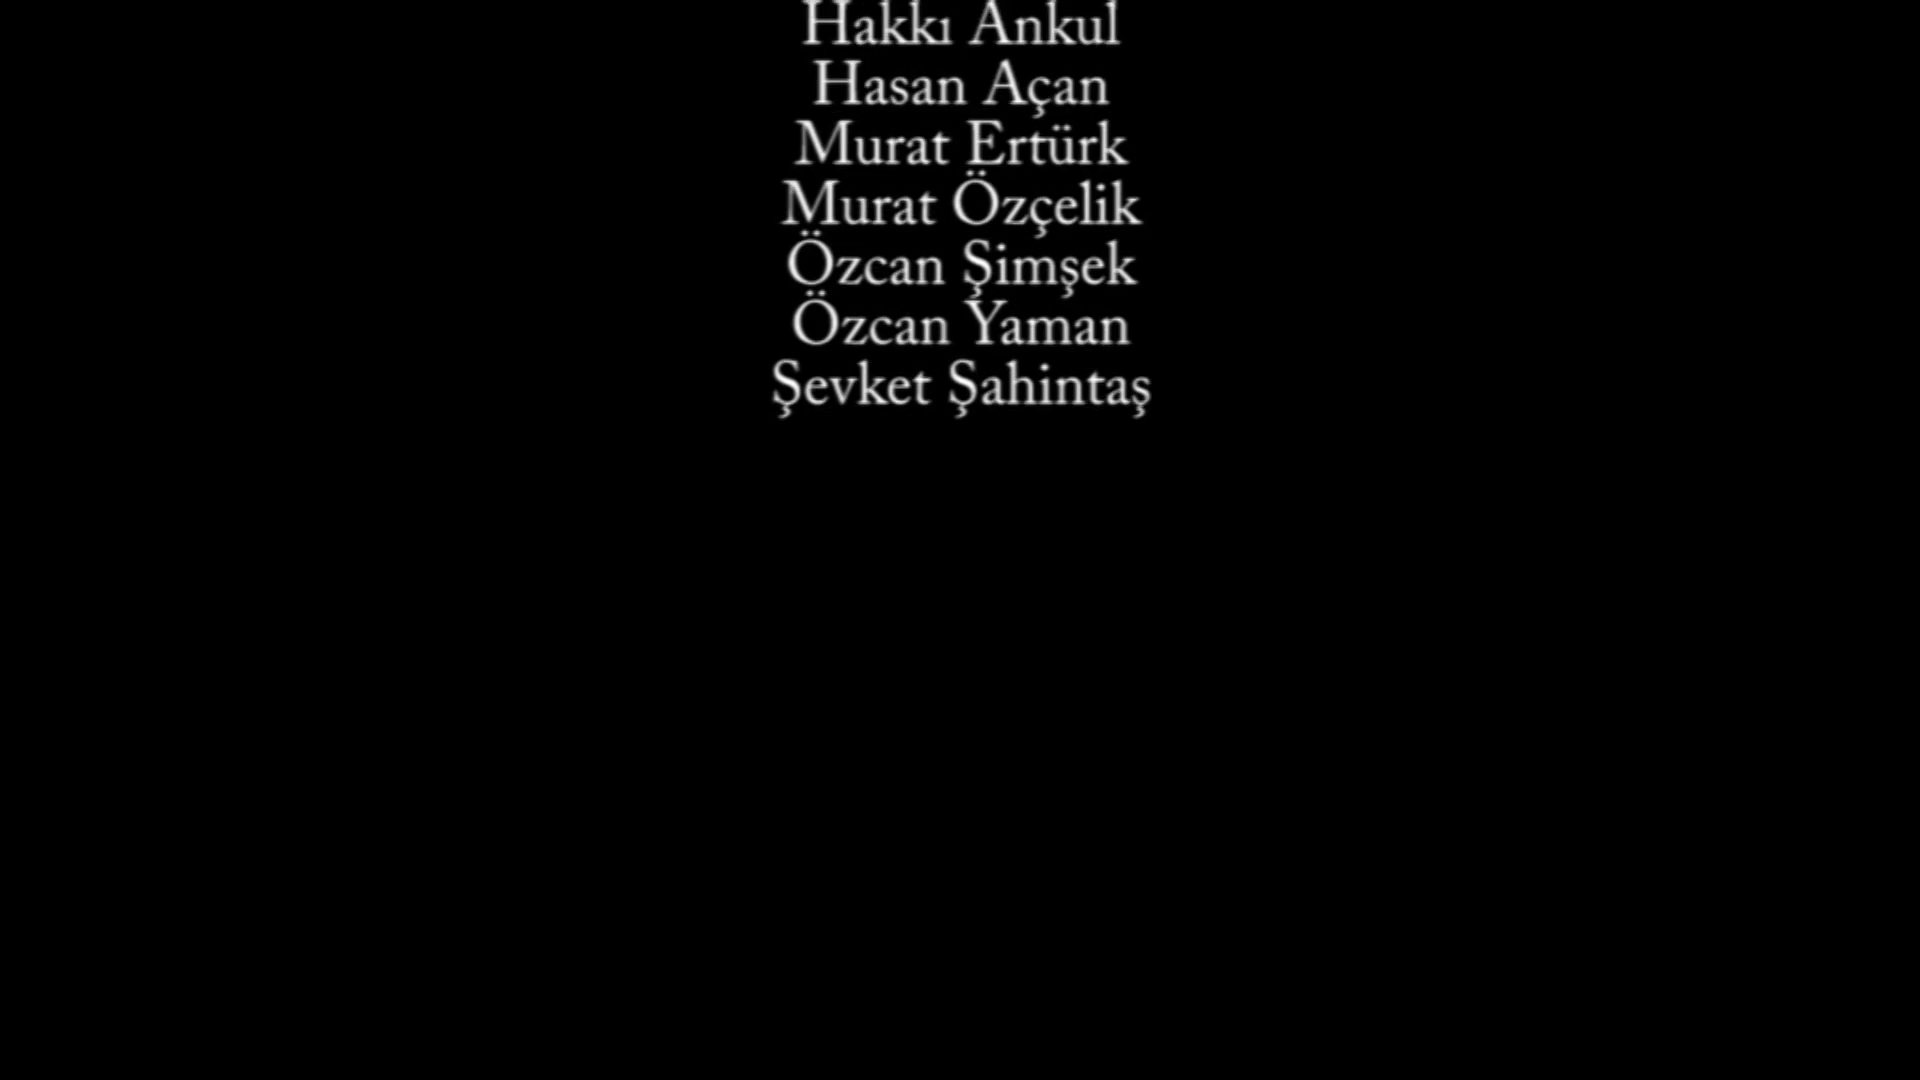 Hakkı Ankul
Hasan Açan
Murat Ertürk
Murat Özçelik
Özcan Şimşek
Özcan Yaman
Şevket Şahintaş